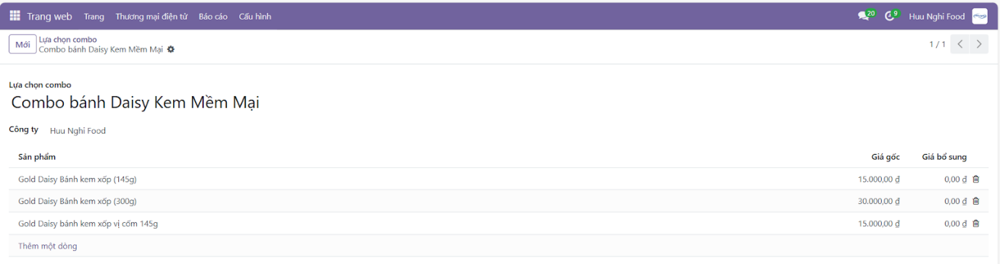 Trang web Trang Thương mại điện tử Báo cáo Cấu hình 20 9 Huu Nghi Food
Mới Lựa chọn combo
Combo bánh Daisy Kem Mềm Mại 1 / 1
Lựa chọn combo
Combo bánh Daisy Kem Mềm Mại
Công ty Huu Nghi Food
Sản phẩm Giá gốc Giá bổ sung
Gold Daisy Bánh kem xốp (145g) 15.000,00 ₫ 0,00 ₫
Gold Daisy Bánh kem xốp (300g) 30.000,00 ₫ 0,00 ₫
Gold Daisy bánh kem xốp vị cốm 145g 15.000,00 ₫ 0,00 ₫
Thêm một dòng